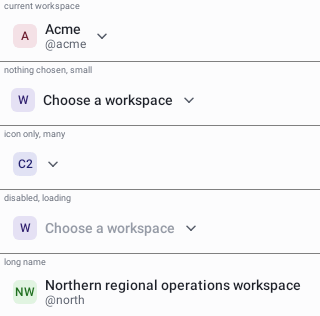 current workspace
A
Acme
@acme
nothing chosen, small
W
Choose a workspace
icon only, many
C2
disabled, loading
W
Choose a workspace
long name
NW
Northern regional operations workspace
@north